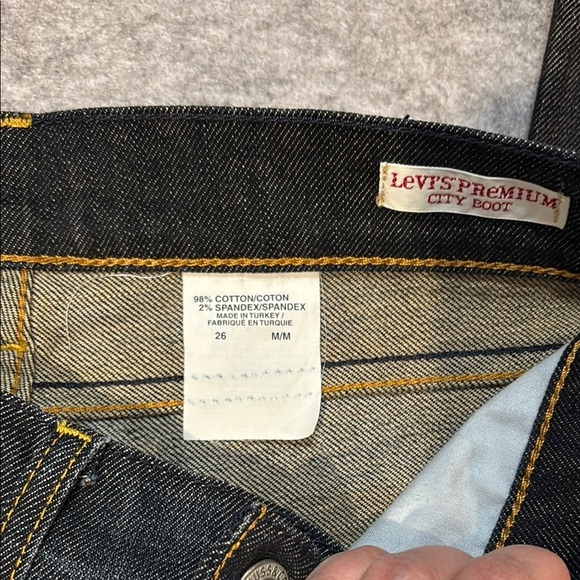 LEVI'S PREMIUM
CITY BOOT
98% COTTON/COTON
2% SPANDEX/SPANDEX
MADE IN TURKEY /
FABRIQUÉ EN TURQUIE
26 M/M